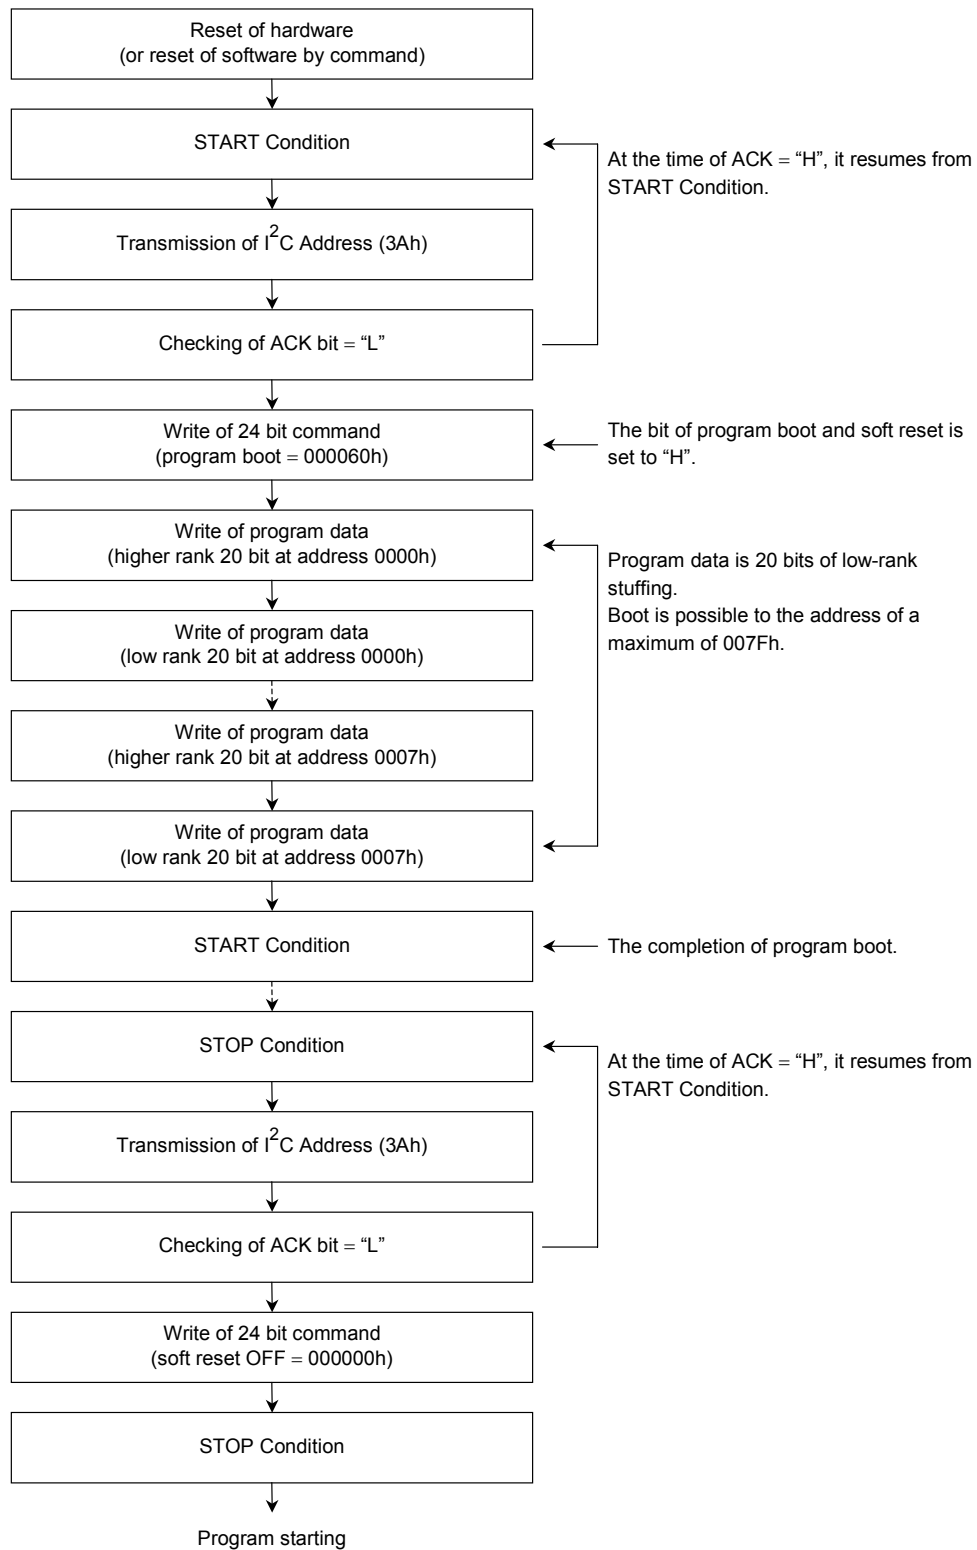 Reset of hardware
(or reset of software by command)
START Condition
At the time of ACK = “H”, it resumes from
START Condition.
Transmission of I²C Address (3Ah)
Checking of ACK bit = “L”
Write of 24 bit command
(program boot = 000060h)
The bit of program boot and soft reset is
set to “H”.
Write of program data
(higher rank 20 bit at address 0000h)
Program data is 20 bits of low-rank
stuffing.
Boot is possible to the address of a
maximum of 007Fh.
Write of program data
(low rank 20 bit at address 0000h)
Write of program data
(higher rank 20 bit at address 0007h)
Write of program data
(low rank 20 bit at address 0007h)
START Condition
The completion of program boot.
STOP Condition
At the time of ACK = “H”, it resumes from
START Condition.
Transmission of I²C Address (3Ah)
Checking of ACK bit = “L”
Write of 24 bit command
(soft reset OFF = 000000h)
STOP Condition
Program starting